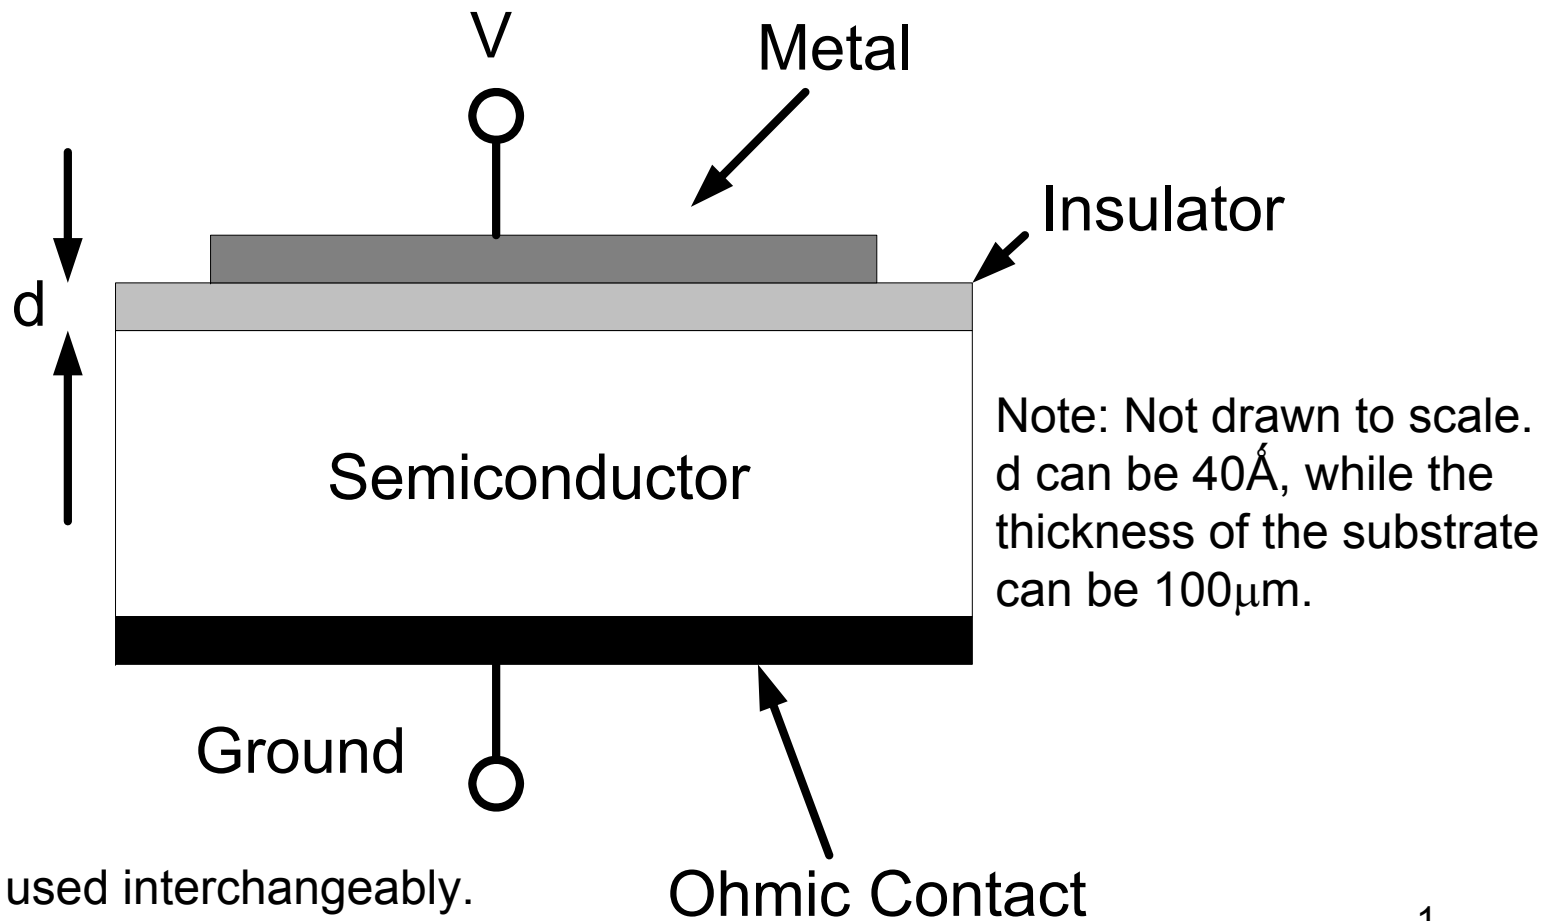 V
Metal
Insulator
d
Note: Not drawn to scale.
d can be 40Å, while the
thickness of the substrate
can be 100μm.
Semiconductor
Ground
used interchangeably.
Ohmic Contact
1